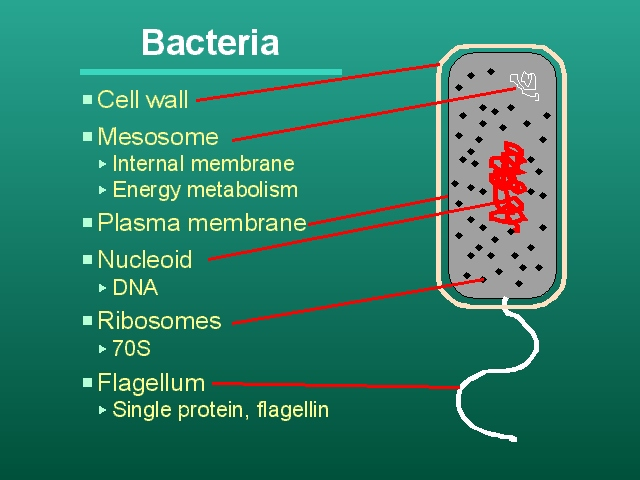 Bacteria
Cell wall
Mesosome
Internal membrane
Energy metabolism
Plasma membrane
Nucleoid
DNA
Ribosomes
70S
Flagellum
Single protein, flagellin